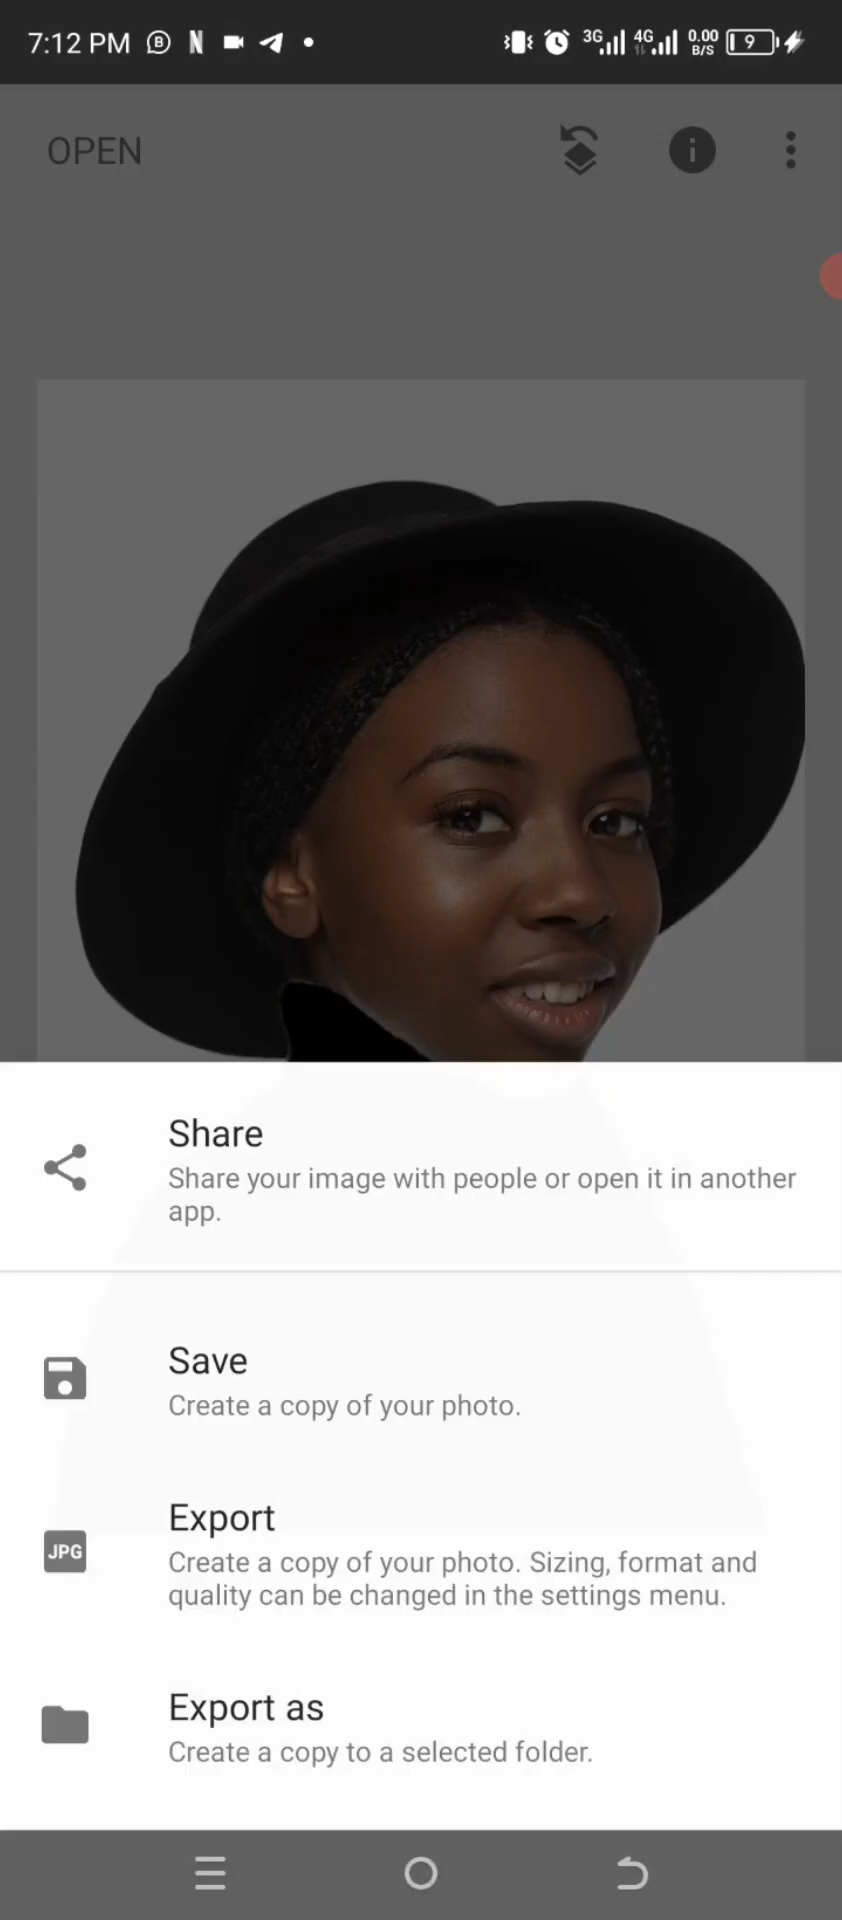 7:12 PM B N 3G 4G 0.00 B/S 9
OPEN
Share
Share your image with people or open it in another
app.
Save
Create a copy of your photo.
JPG
Export
Create a copy of your photo. Sizing, format and
quality can be changed in the settings menu.
Export as
Create a copy to a selected folder.